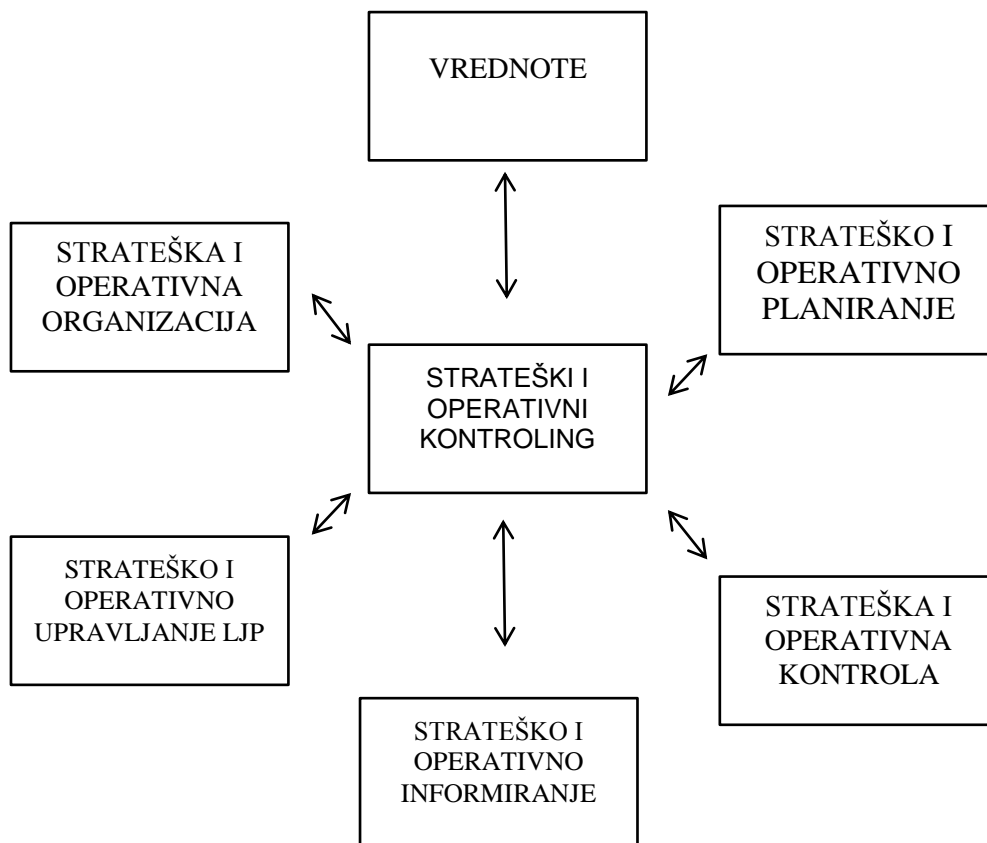 VREDNOTE
STRATEŠKA I
OPERATIVNA
ORGANIZACIJA
STRATEŠKO I
OPERATIVNO
PLANIRANJE
STRATEŠKI I
OPERATIVNI
KONTROLING
STRATEŠKO I
OPERATIVNO
UPRAVLJANJE LJP
STRATEŠKA I
OPERATIVNA
KONTROLA
STRATEŠKO I
OPERATIVNO
INFORMIRANJE